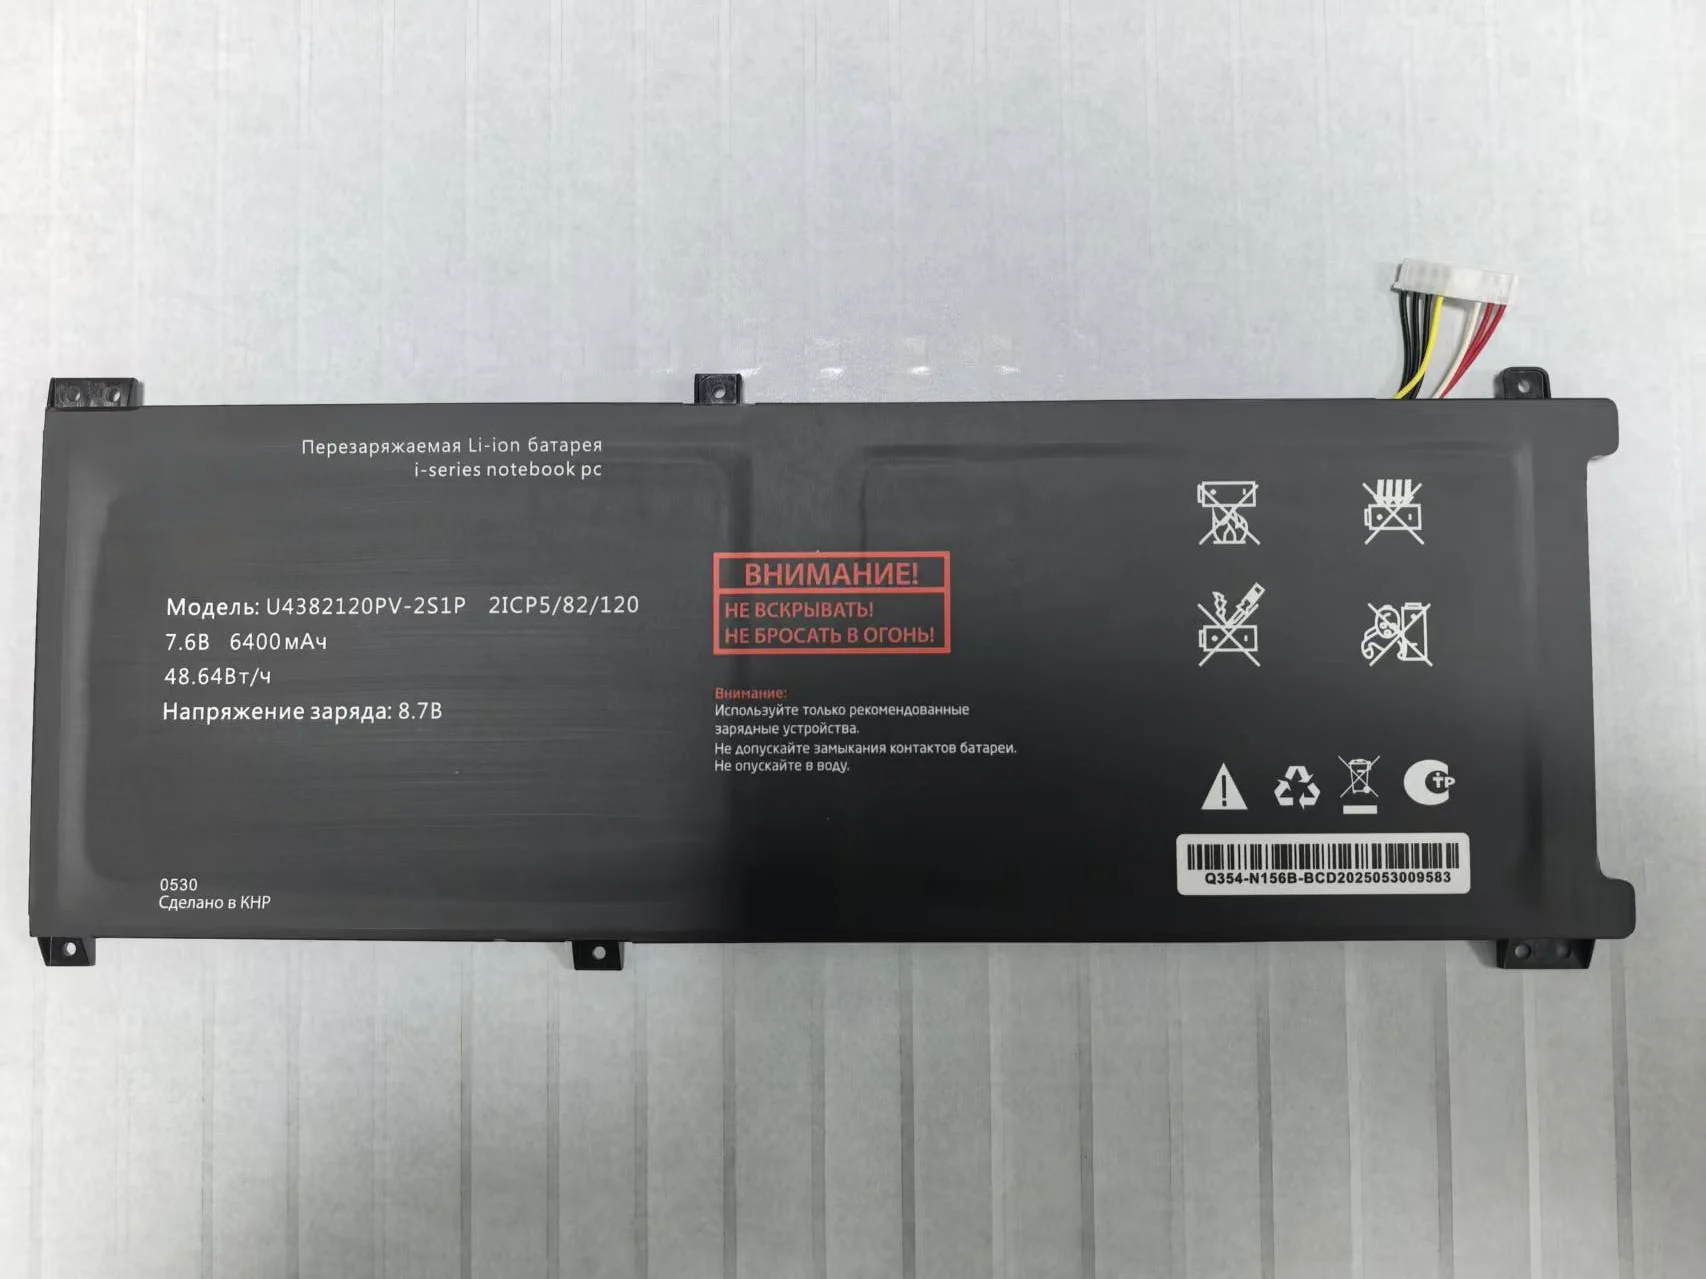 Перезаряжаемая Li-ion батарея
i-series notebook pc
Модель: U4382120PV-2S1P 2ICP5/82/120
7.6В 6400мАч
48.64Вт/ч
Напряжение заряда: 8.7В
0530
Сделано в КНР
ВНИМАНИЕ!
НЕ ВСКРЫВАТЬ!
НЕ БРОСАТЬ В ОГОНЬ!
Внимание:
Используйте только рекомендованные
зарядные устройства.
Не допускайте замыкания контактов батареи.
Не опускайте в воду.
СТР
Q354-N156B-BCD2025053009583